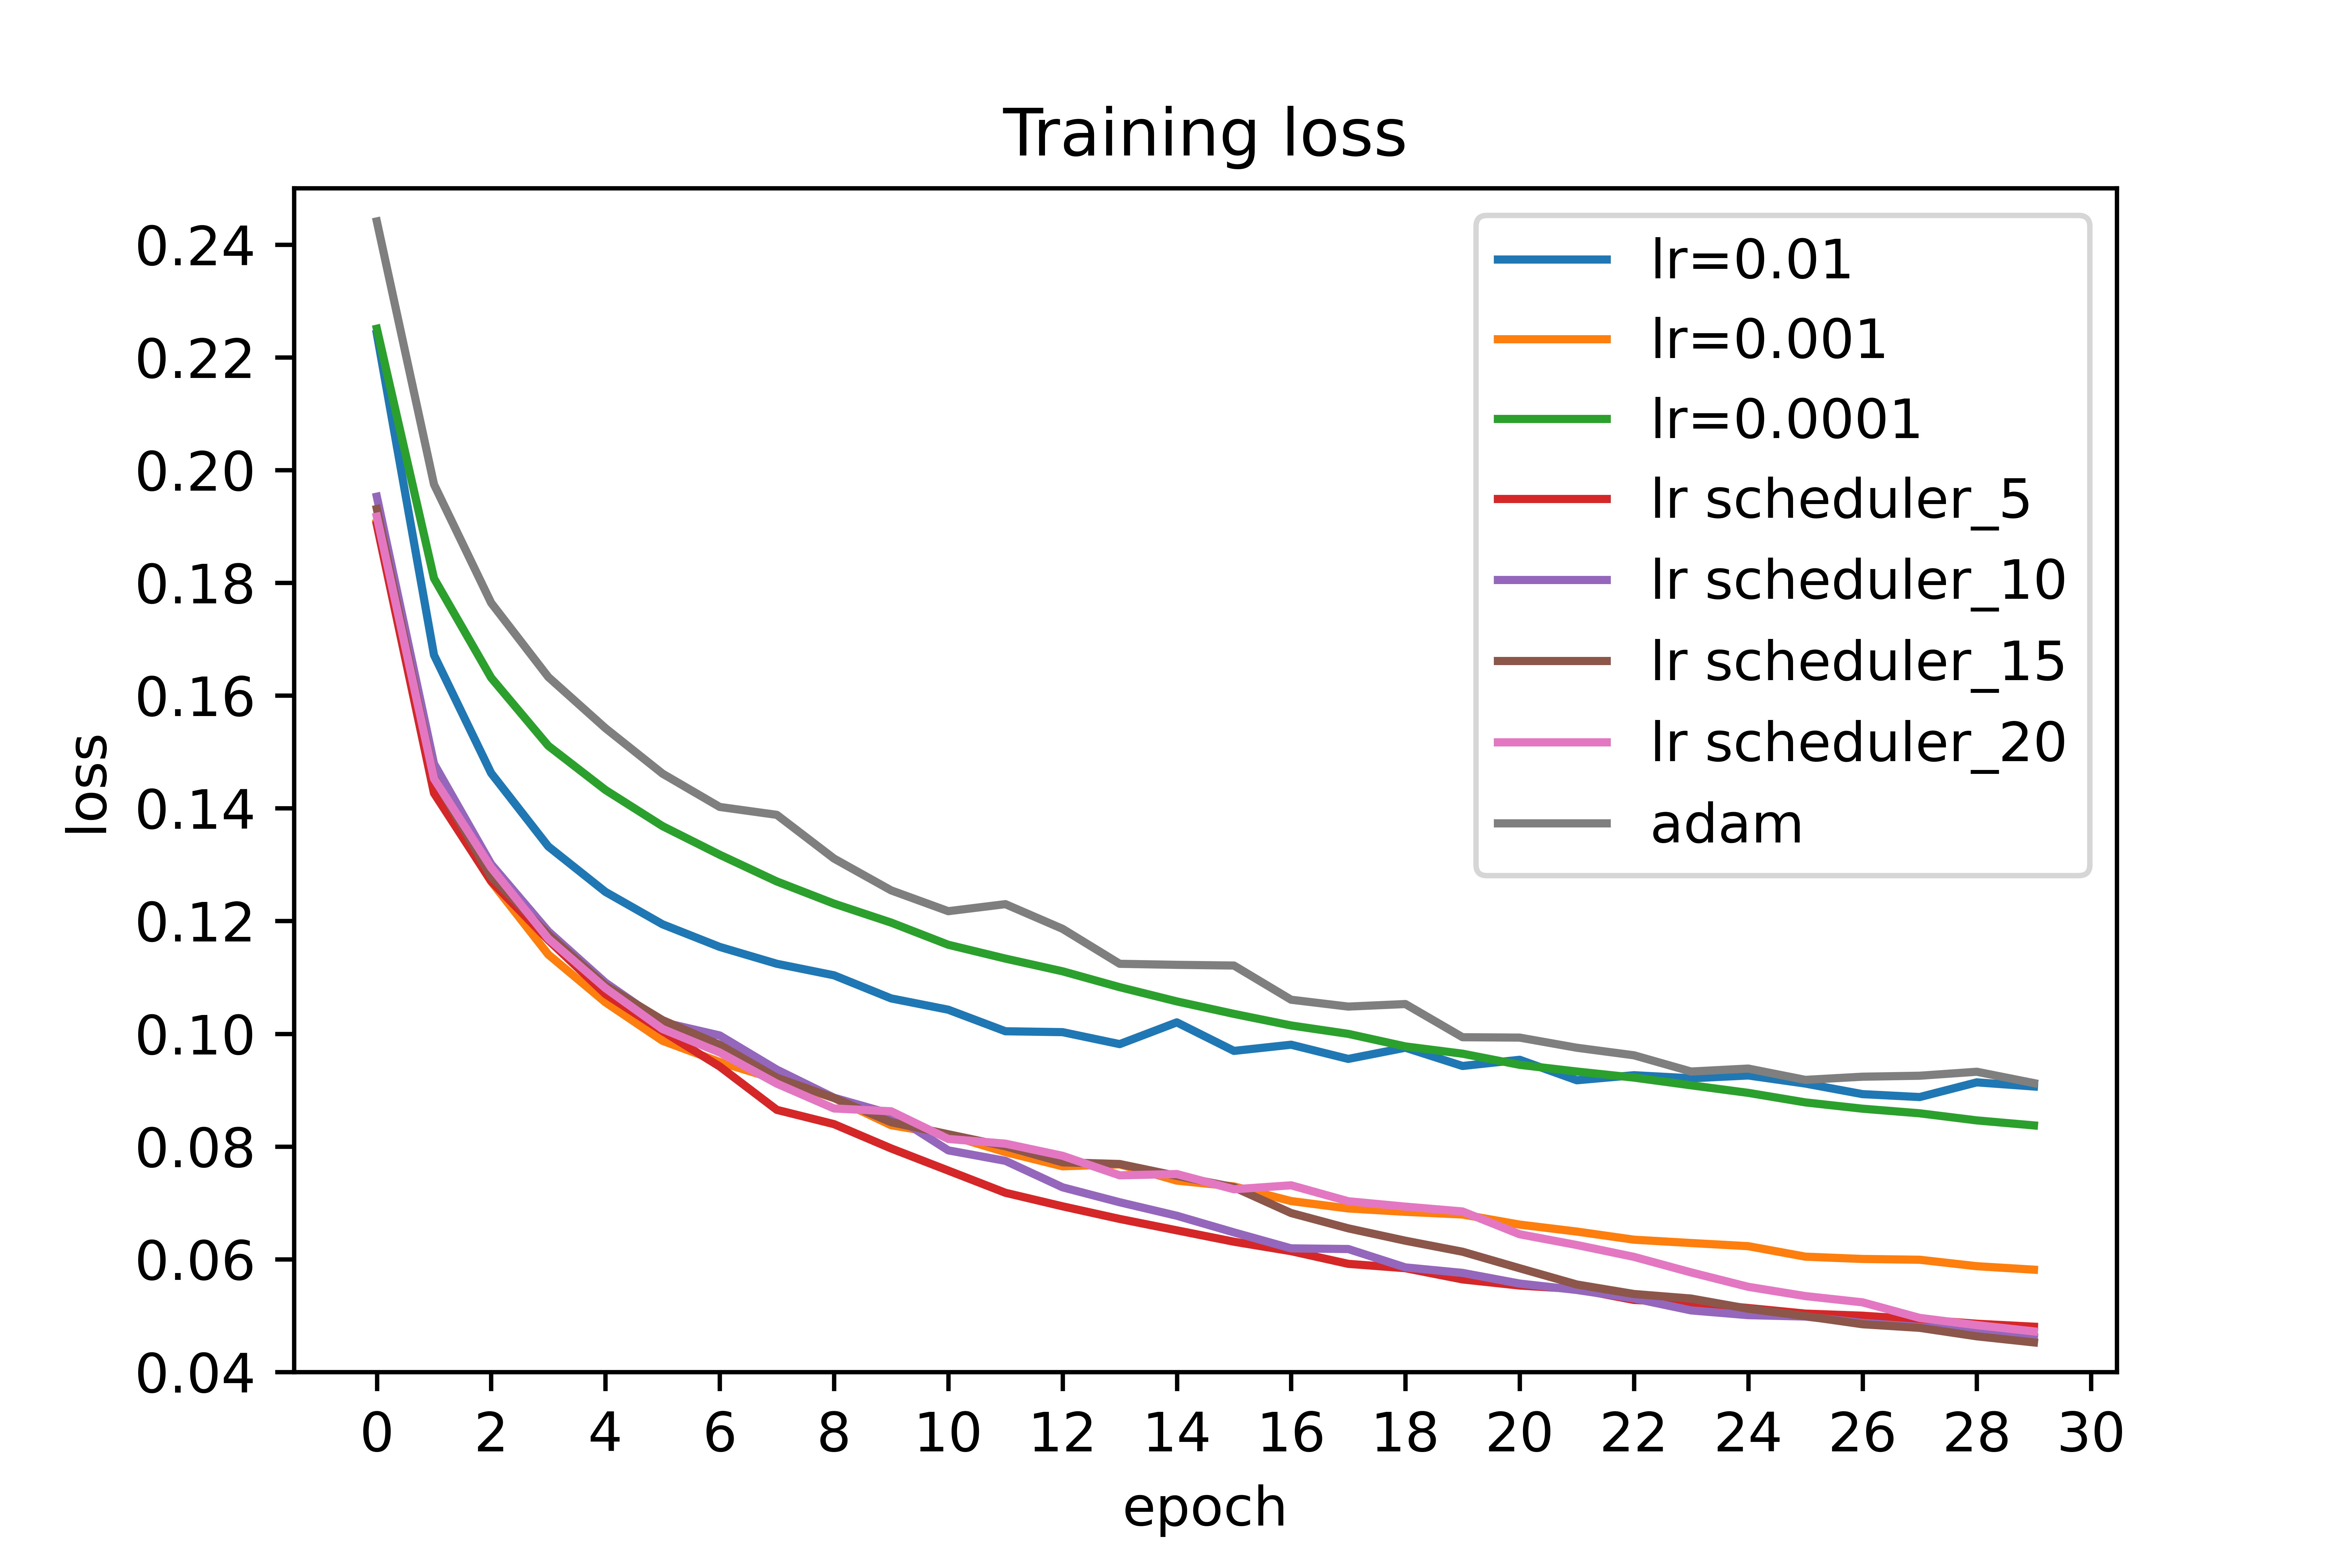 Training loss
0.24
0.22
0.20
0.18
0.16
0.14
0.12
0.10
0.08
0.06
0.04
loss
lr=0.01
lr=0.001
lr=0.0001
lr scheduler_5
lr scheduler_10
lr scheduler_15
lr scheduler_20
adam
0 2 4 6 8 10 12 14 16 18 20 22 24 26 28 30
epoch